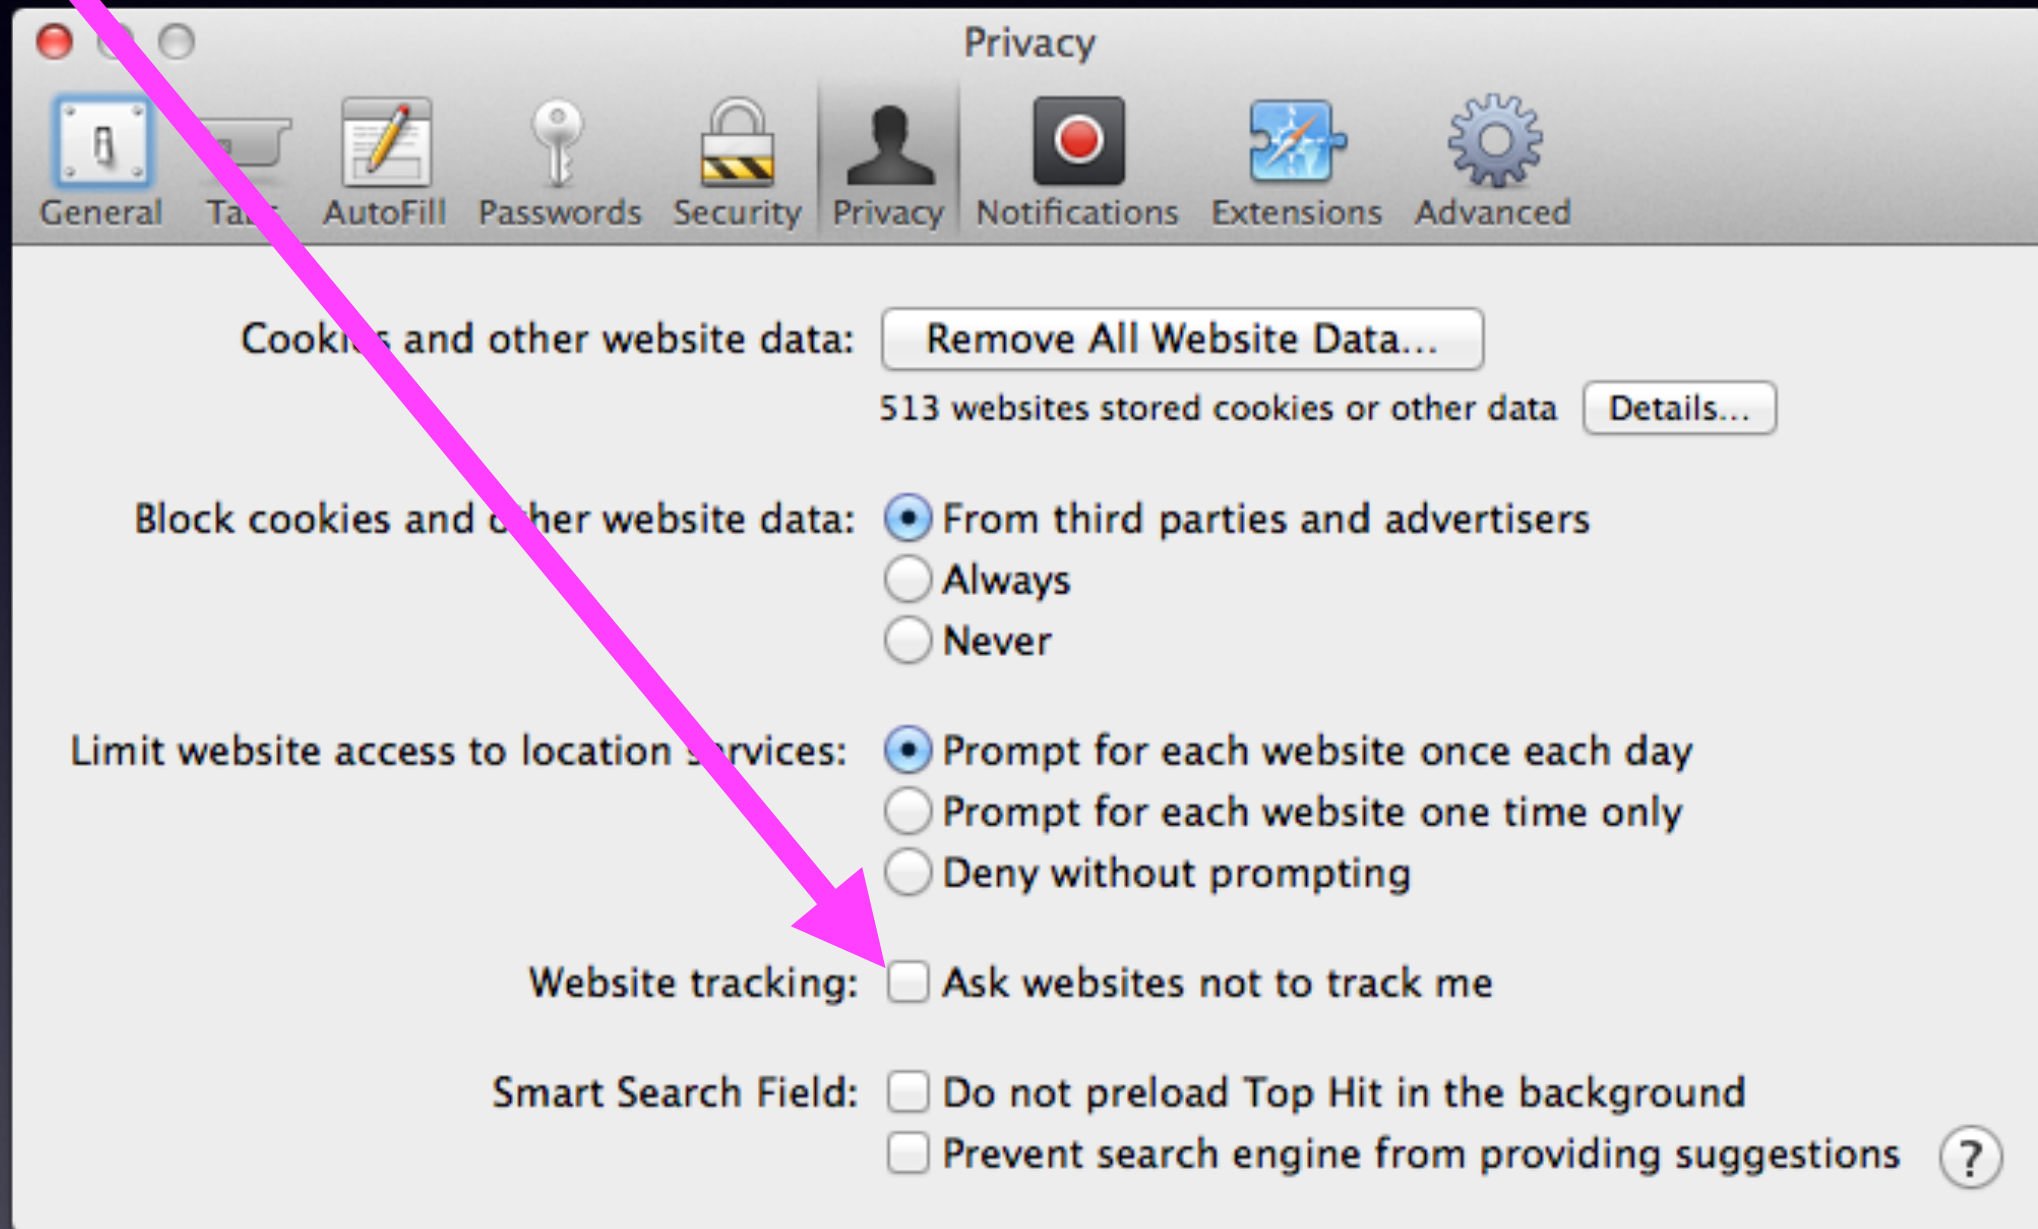 Privacy
General Tabs AutoFill Passwords Security Privacy Notifications Extensions Advanced
Cookies and other website data: Remove All Website Data...
513 websites stored cookies or other data Details...
Block cookies and other website data: From third parties and advertisers
Always
Never
Limit website access to location services: Prompt for each website once each day
Prompt for each website one time only
Deny without prompting
Website tracking: Ask websites not to track me
Smart Search Field: Do not preload Top Hit in the background
Prevent search engine from providing suggestions ?